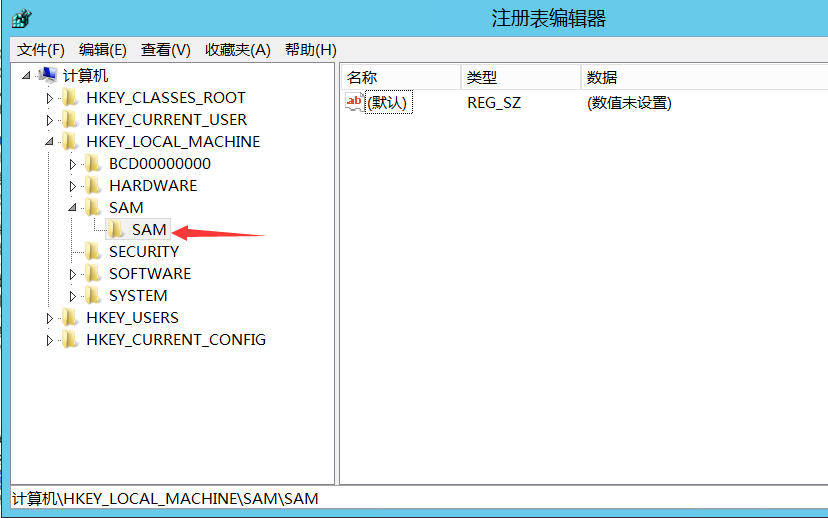 注册表编辑器
文件(F) 编辑(E) 查看(V) 收藏夹(A) 帮助(H)
计算机
HKEY_CLASSES_ROOT
HKEY_CURRENT_USER
HKEY_LOCAL_MACHINE
BCD00000000
HARDWARE
SAM
SAM
SECURITY
SOFTWARE
SYSTEM
HKEY_USERS
HKEY_CURRENT_CONFIG
名称 类型 数据
ab (默认) REG_SZ (数值未设置)
计算机\HKEY_LOCAL_MACHINE\SAM\SAM